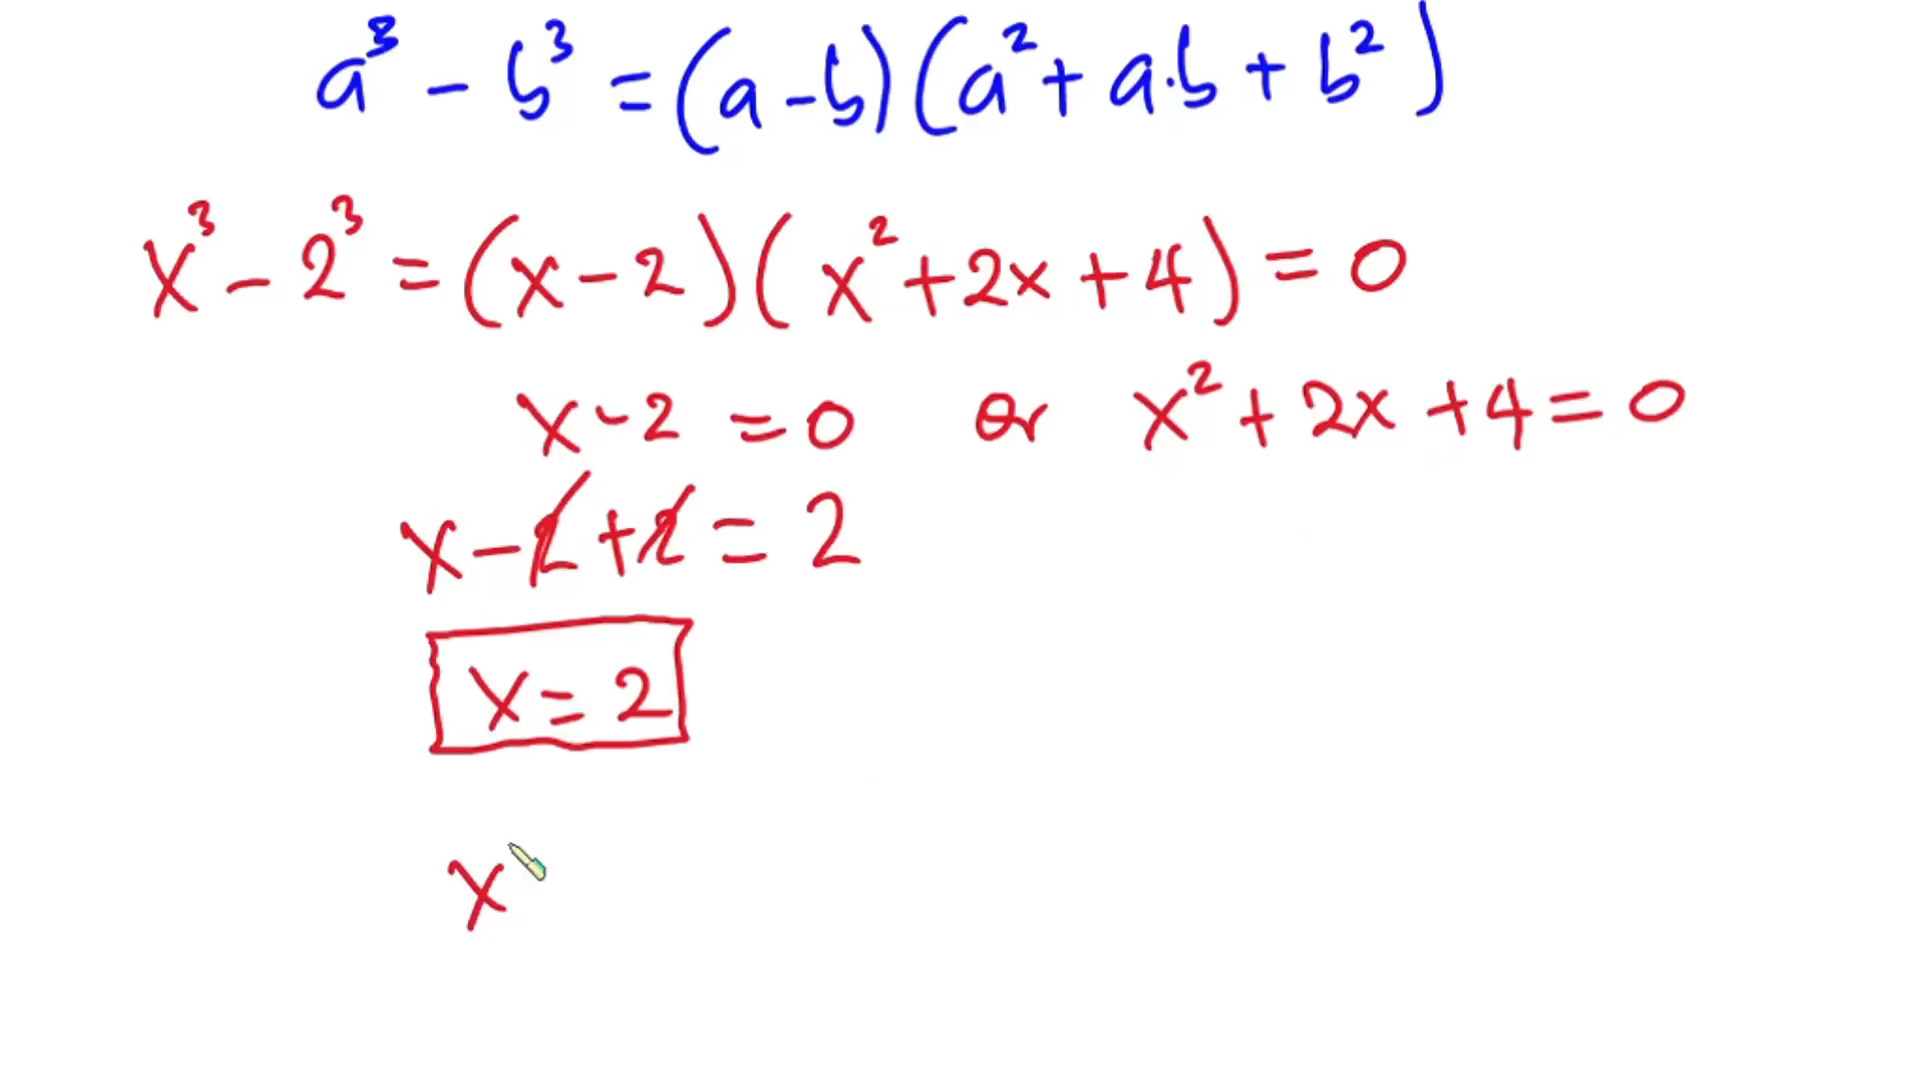 a³ - b³ = (a - b)(a² + a·b + b²)
x³ - 2³ = (x - 2)(x² + 2x + 4) = 0
x - 2 = 0 or x² + 2x + 4 = 0
x - 2 + 2 = 2
x = 2
x